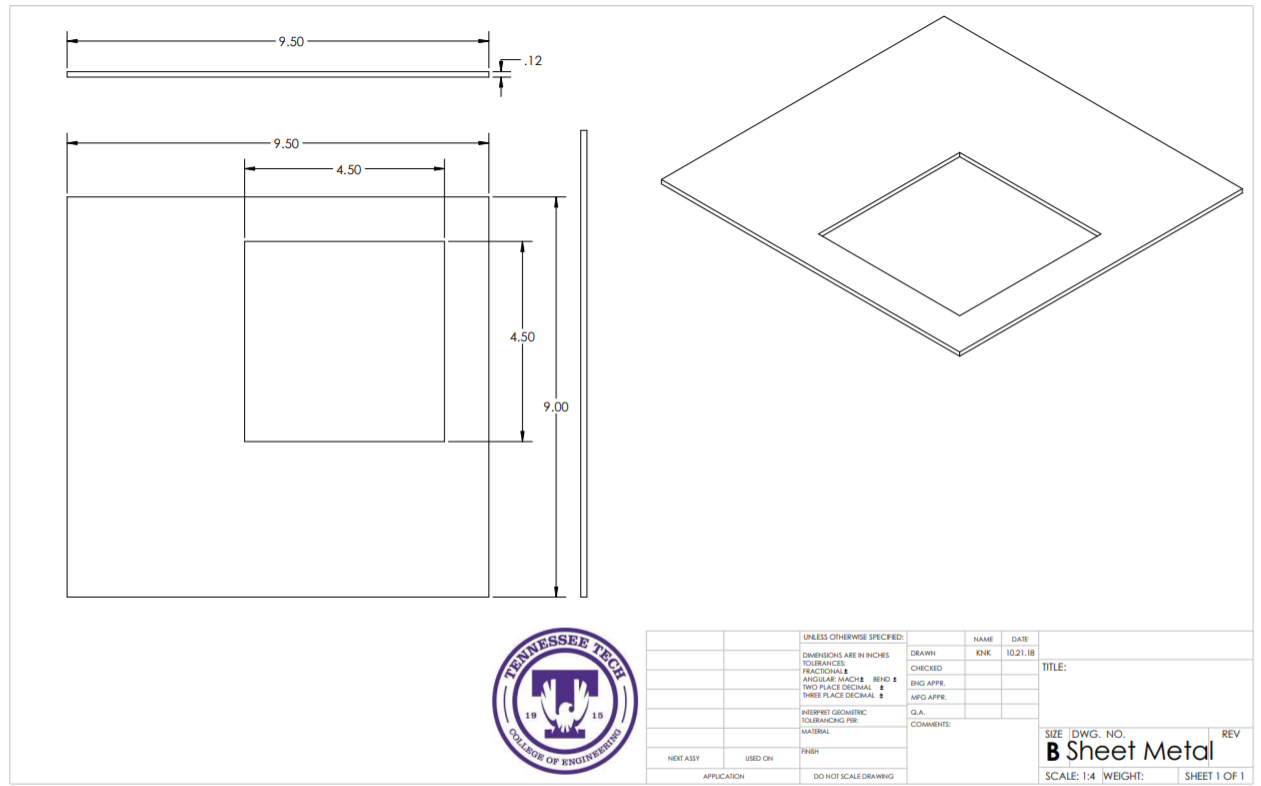 9.50
.12
9.50
4.50
4.50
9.00
TENNESSEE TECH
19 15
COLLEGE OF ENGINEERING
NEXT ASSY
USED ON
APPLICATION
UNLESS OTHERWISE SPECIFIED:
DIMENSIONS ARE IN INCHES
TOLERANCES:
FRACTIONAL±
ANGULAR: MACH± BEND ±
TWO PLACE DECIMAL ±
THREE PLACE DECIMAL ±
INTERPRET GEOMETRIC
TOLERANCING PER:
MATERIAL
FINISH
DO NOT SCALE DRAWING
NAME DATE
DRAWN KNK 10.21.18
CHECKED
ENG APPR.
MFG APPR.
Q.A.
COMMENTS:
TITLE:
SIZE DWG. NO. REV
B Sheet Metal
SCALE: 1:4 WEIGHT: SHEET 1 OF 1